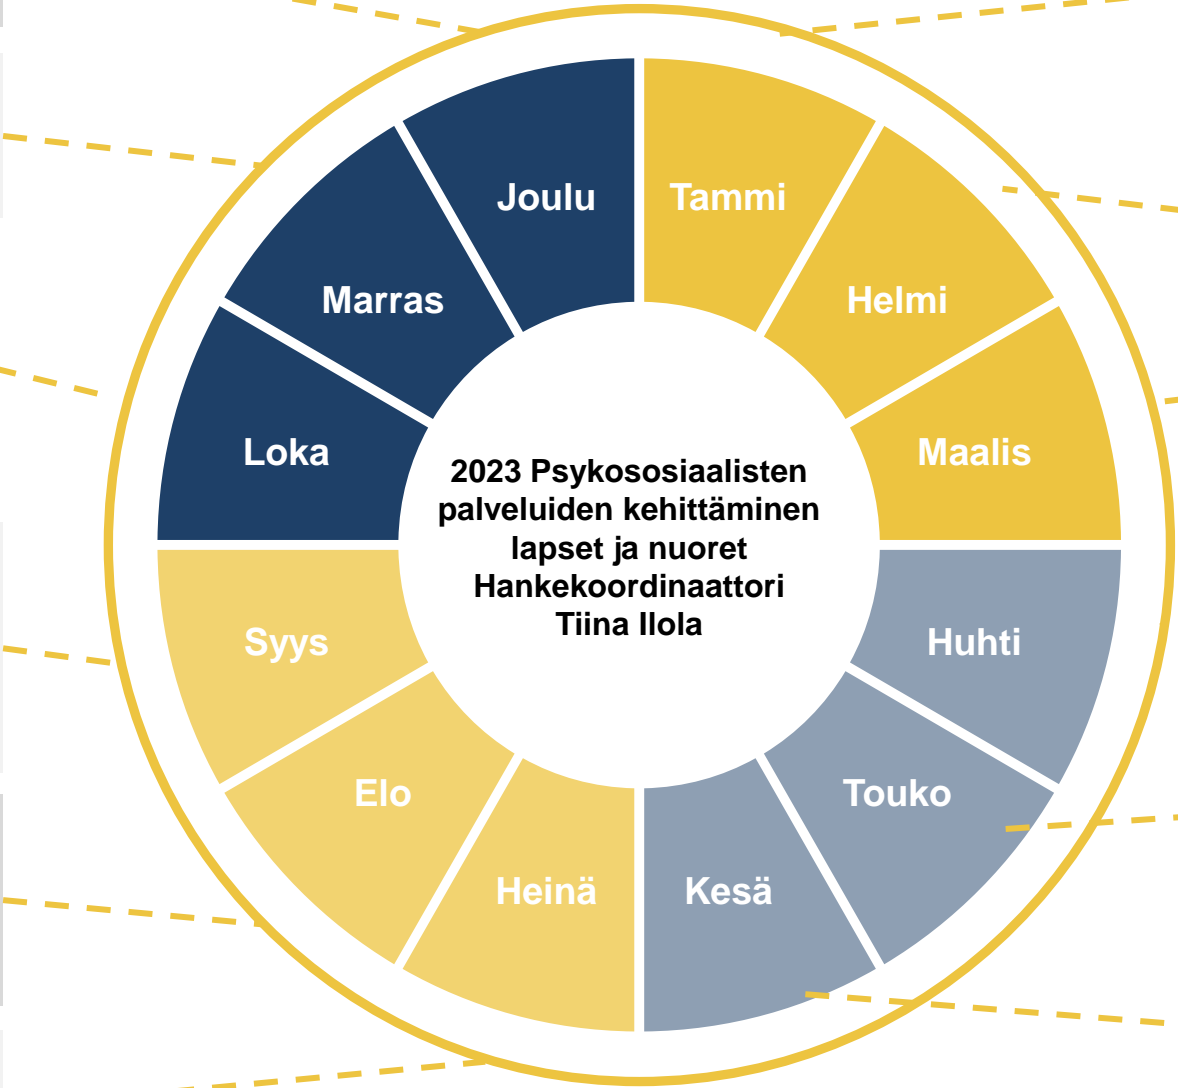 Joulu
Tammi
Marras
Helmi
Loka
Maalis
2023 Psykososiaalisten
palveluiden kehittäminen
lapset ja nuoret
Hankekoordinaattori
Tiina Ilola
Syys
Huhti
Elo
Touko
Heinä
Kesä